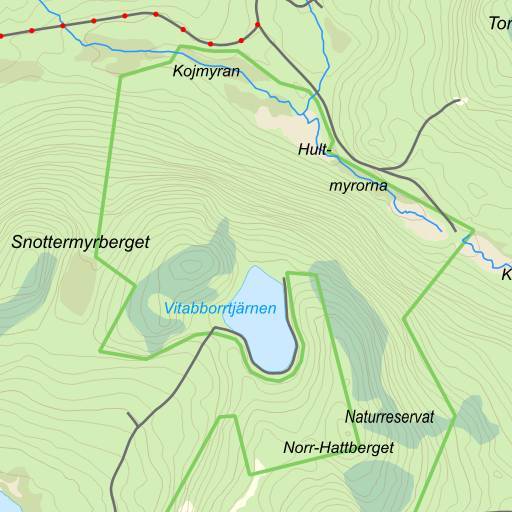 Kojmyran
Hult-
myrorna
Snottermyrberget
Vitabborrtjärnen
Naturreservat
Norr-Hattberget